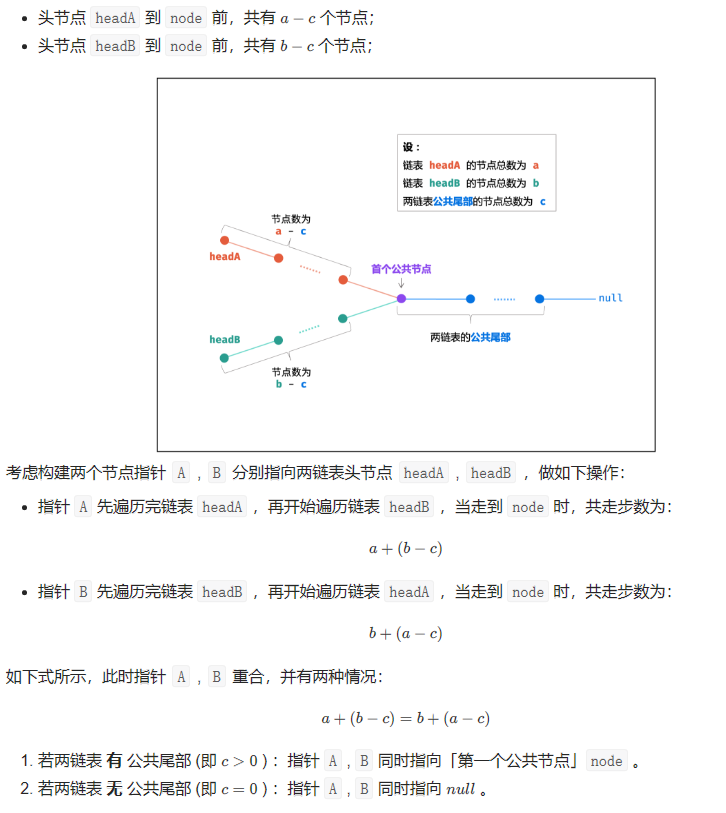 头节点 headA 到 node 前，共有 a − c 个节点；
头节点 headB 到 node 前，共有 b − c 个节点；
设：
链表 headA 的节点总数为 a
链表 headB 的节点总数为 b
两链表公共尾部的节点总数为 c
节点数为
a - c
headA
首个公共节点
null
headB
两链表的公共尾部
节点数为
b - c
考虑构建两个节点指针 A , B 分别指向两链表头节点 headA , headB ，做如下操作：
指针 A 先遍历完链表 headA ，再开始遍历链表 headB ，当走到 node 时，共走步数为：
a + (b − c)
指针 B 先遍历完链表 headB ，再开始遍历链表 headA ，当走到 node 时，共走步数为：
b + (a − c)
如下式所示，此时指针 A , B 重合，并有两种情况：
a + (b − c) = b + (a − c)
1. 若两链表 有 公共尾部 (即 c > 0 ) ：指针 A , B 同时指向「第一个公共节点」 node 。
2. 若两链表 无 公共尾部 (即 c = 0 ) ：指针 A , B 同时指向 null 。